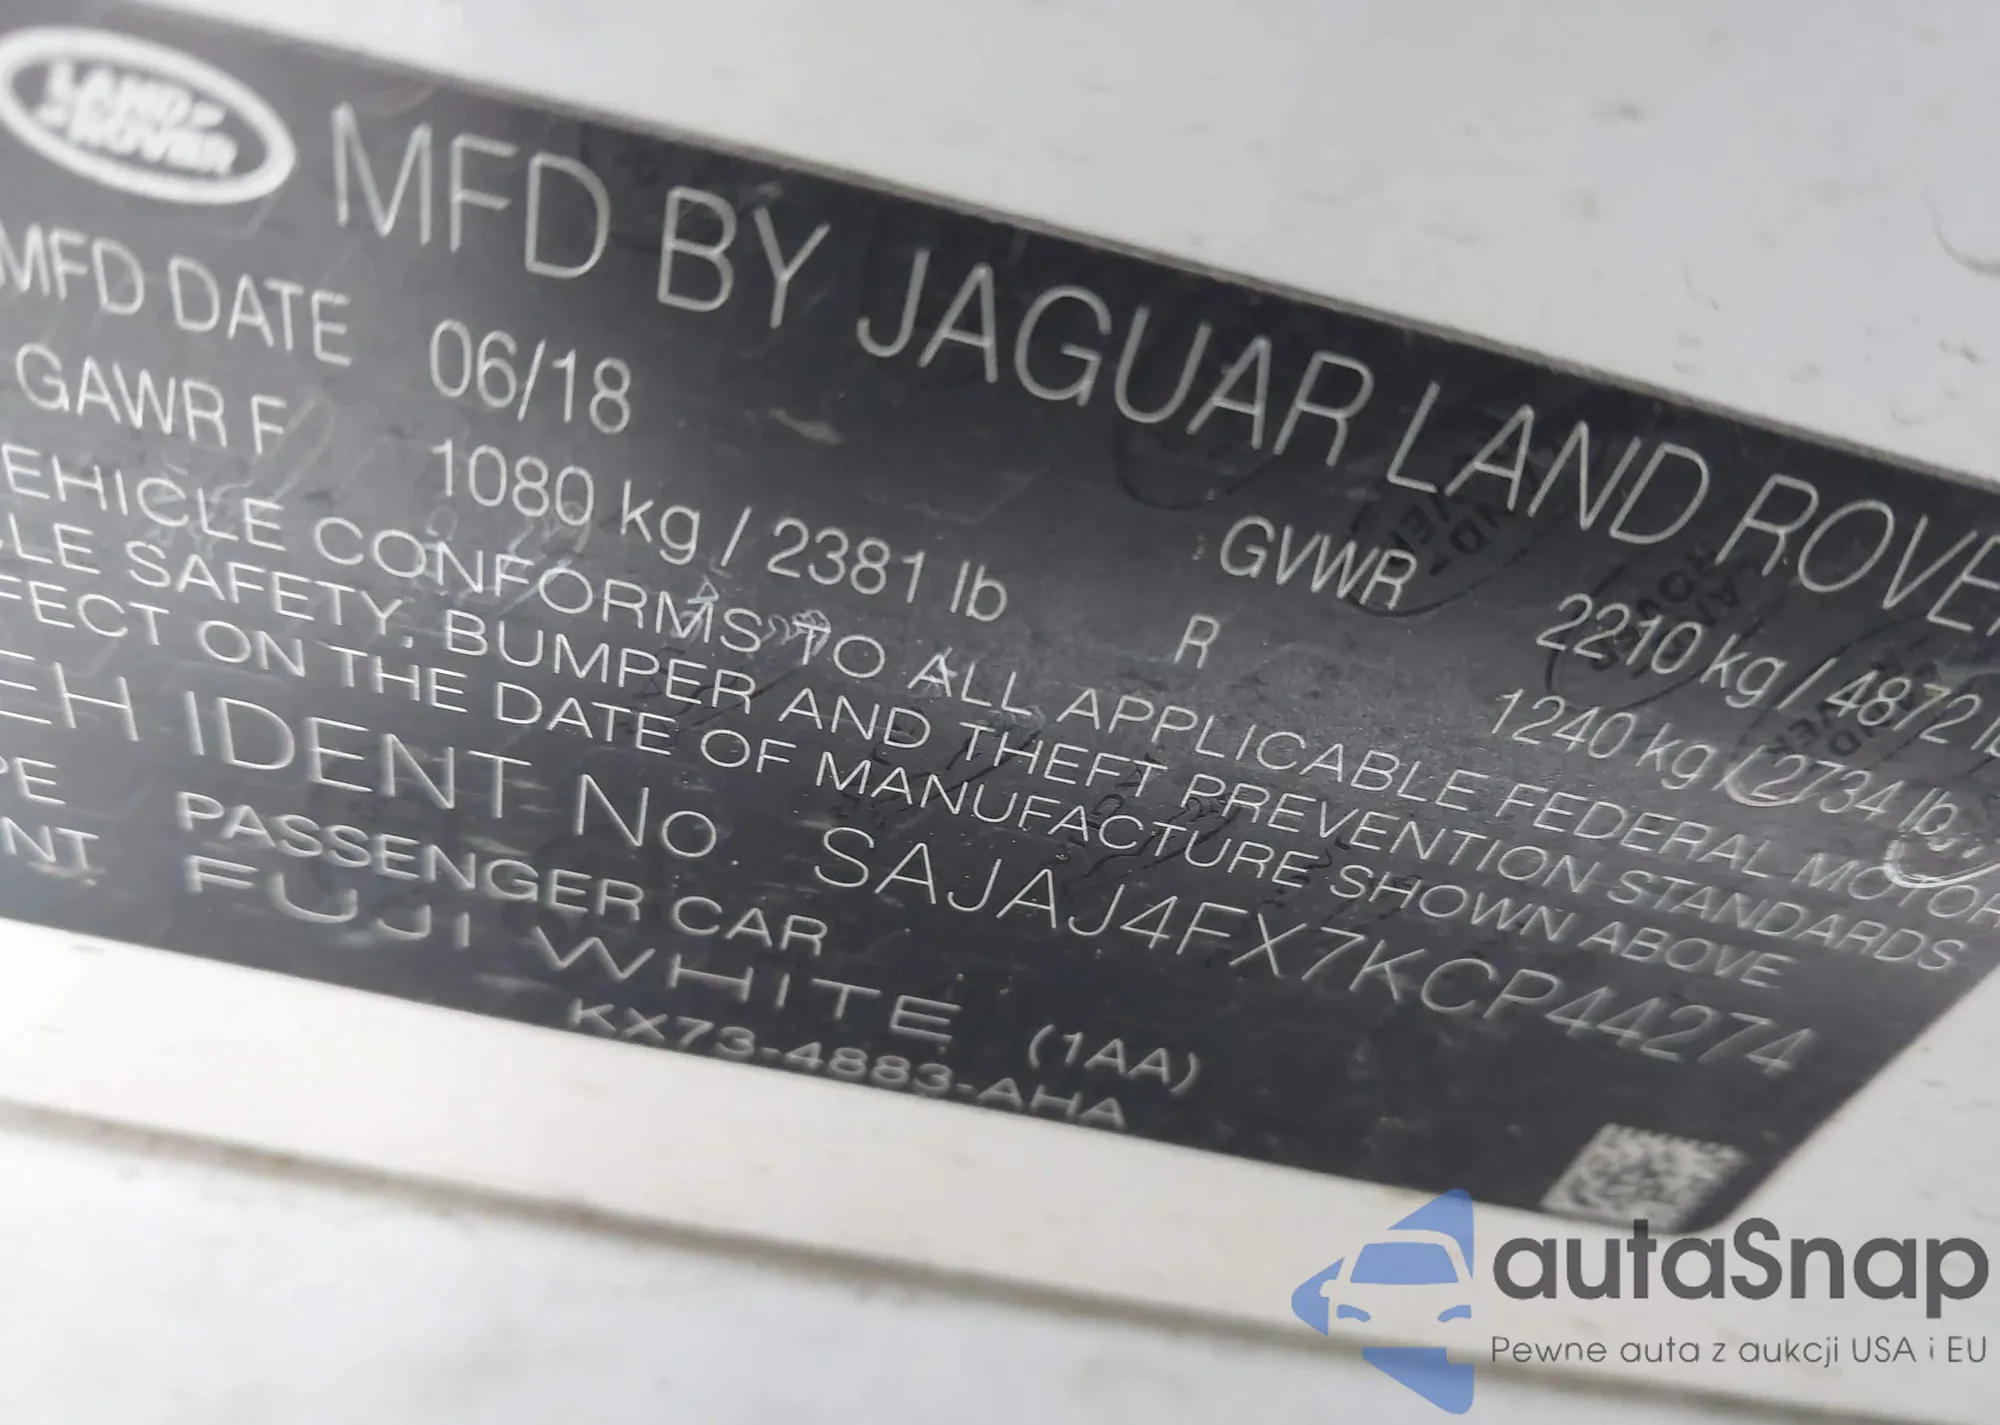 LAND ROVER
MFD BY JAGUAR LAND ROVE
MFD DATE 06/18 GVWR 2210 kg / 4872 lb
GAWR F 1080 kg / 2381 lb R 1240 kg / 2734 lb
EHICLE CONFORMS TO ALL APPLICABLE FEDERAL MOTOR
LE SAFETY, BUMPER AND THEFT PREVENTION STANDARDS
FECT ON THE DATE OF MANUFACTURE SHOWN ABOVE
EH IDENT No. SAJAJ4FX7KCP44274
PE PASSENGER CAR
NT FUJI WHITE (1AA)
KX73-4883-AHA
autaSnap
Pewne auta z aukcji USA i EU